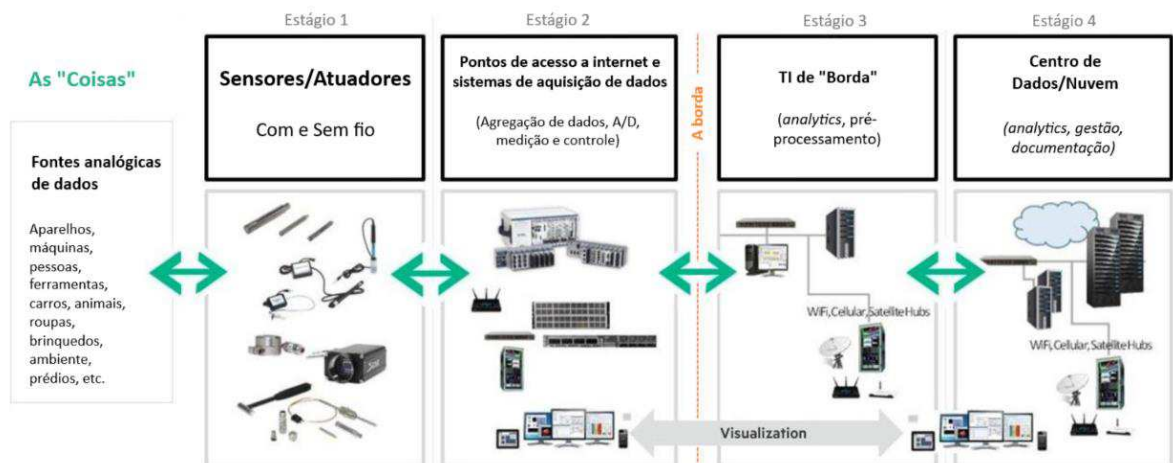 Estágio 1
Estágio 2
Estágio 3
Estágio 4
As "Coisas"
Fontes analógicas
de dados
Aparelhos,
máquinas,
pessoas,
ferramentas,
carros, animais,
roupas,
brinquedos,
ambiente,
prédios, etc.
Sensores/Atuadores
Com e Sem fio
Pontos de acesso a internet e
sistemas de aquisição de dados
(Agregação de dados, A/D,
medição e controle)
A borda
TI de "Borda"
(analytics, pré-
processamento)
Centro de
Dados/Nuvem
(analytics, gestão,
documentação)
WiFi, Cellular, Satellite Hubs
WiFi, Cellular, Satellite Hubs
Visualization